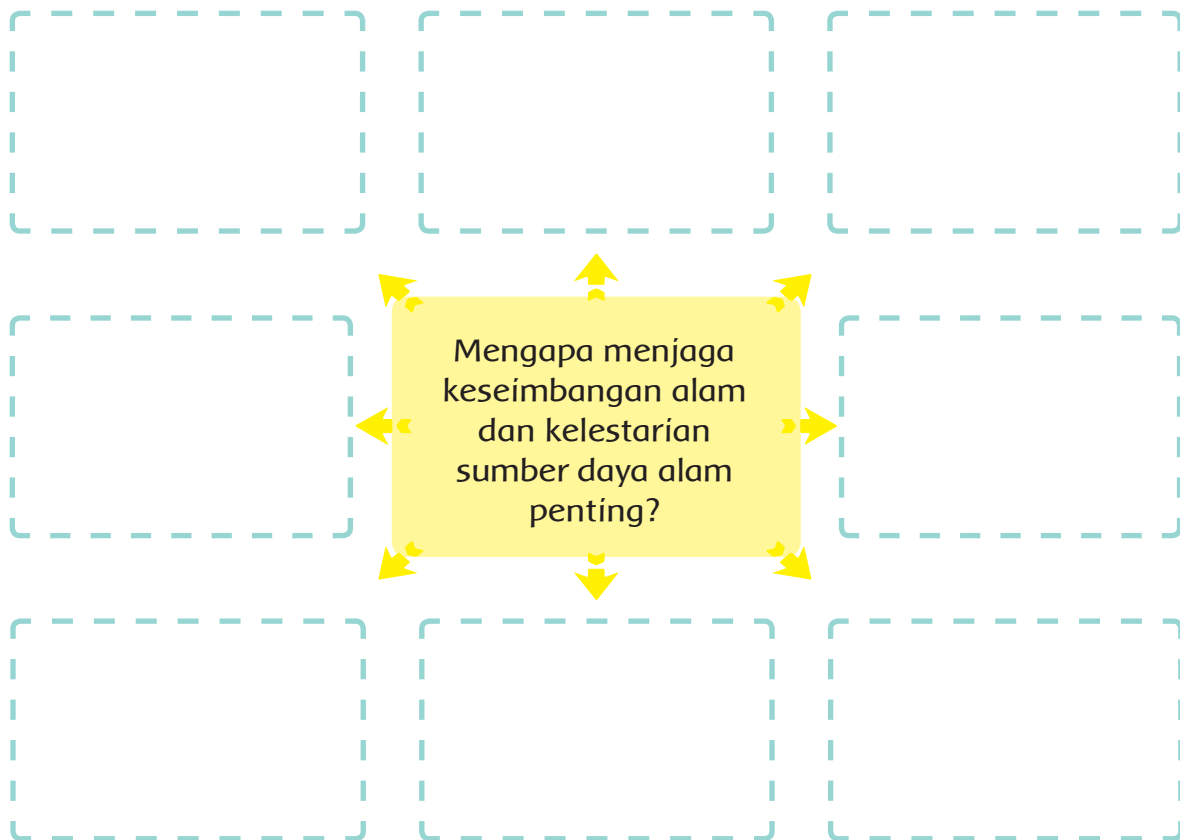 Mengapa menjaga
keseimbangan alam
dan kelestarian
sumber daya alam
penting?